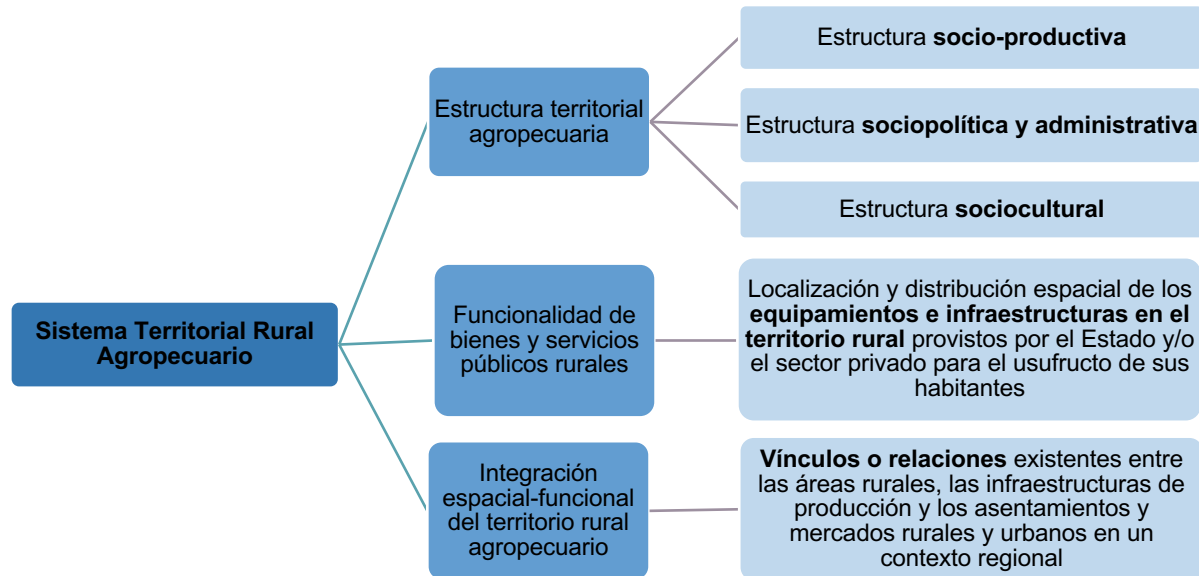 Sistema Territorial Rural
Agropecuario
Estructura territorial
agropecuaria
Estructura socio-productiva
Estructura sociopolítica y administrativa
Estructura sociocultural
Funcionalidad de
bienes y servicios
públicos rurales
Localización y distribución espacial de los
equipamientos e infraestructuras en el
territorio rural provistos por el Estado y/o
el sector privado para el usufructo de sus
habitantes
Integración
espacial-funcional
del territorio rural
agropecuario
Vínculos o relaciones existentes entre
las áreas rurales, las infraestructuras de
producción y los asentamientos y
mercados rurales y urbanos en un
contexto regional